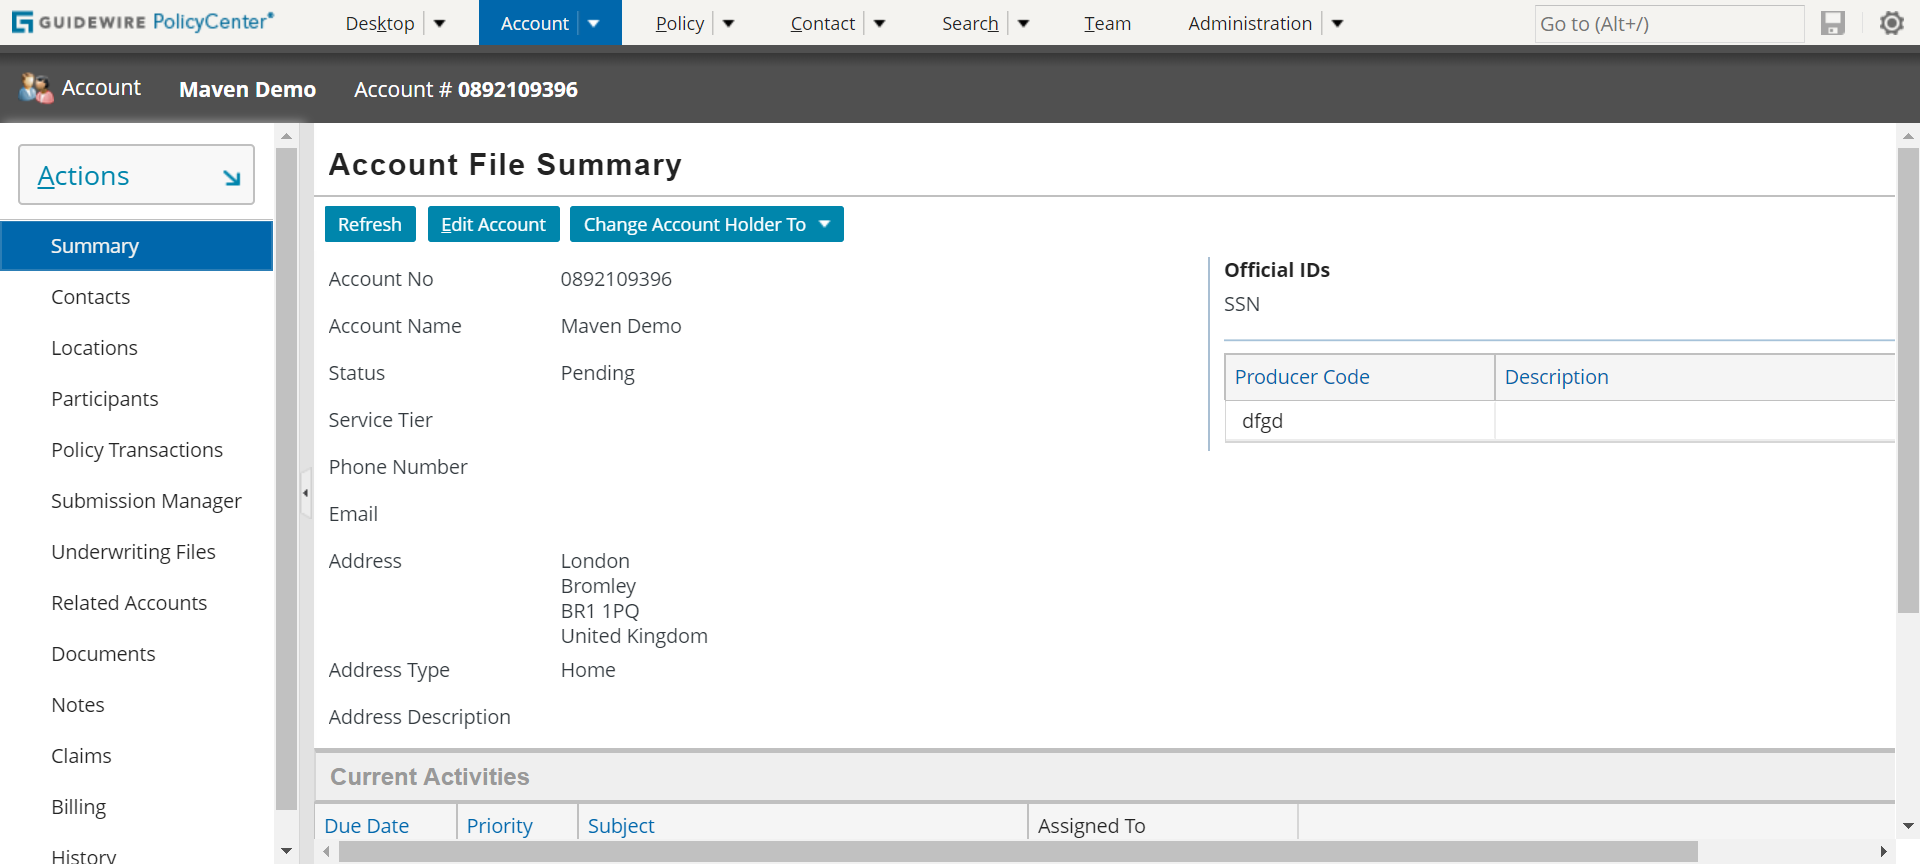 GUIDEWIRE PolicyCenter®
Desktop
Account
Policy
Contact
Search
Team
Administration
Go to (Alt+/)
Account
Maven Demo
Account # 0892109396
Actions
Summary
Contacts
Locations
Participants
Policy Transactions
Submission Manager
Underwriting Files
Related Accounts
Documents
Notes
Claims
Billing
History
Account File Summary
Refresh
Edit Account
Change Account Holder To
Account No 0892109396
Account Name Maven Demo
Status Pending
Service Tier
Phone Number
Email
Address London
Bromley
BR1 1PQ
United Kingdom
Address Type Home
Address Description
Official IDs
SSN
Producer Code Description
dfgd
Current Activities
Due Date Priority Subject Assigned To